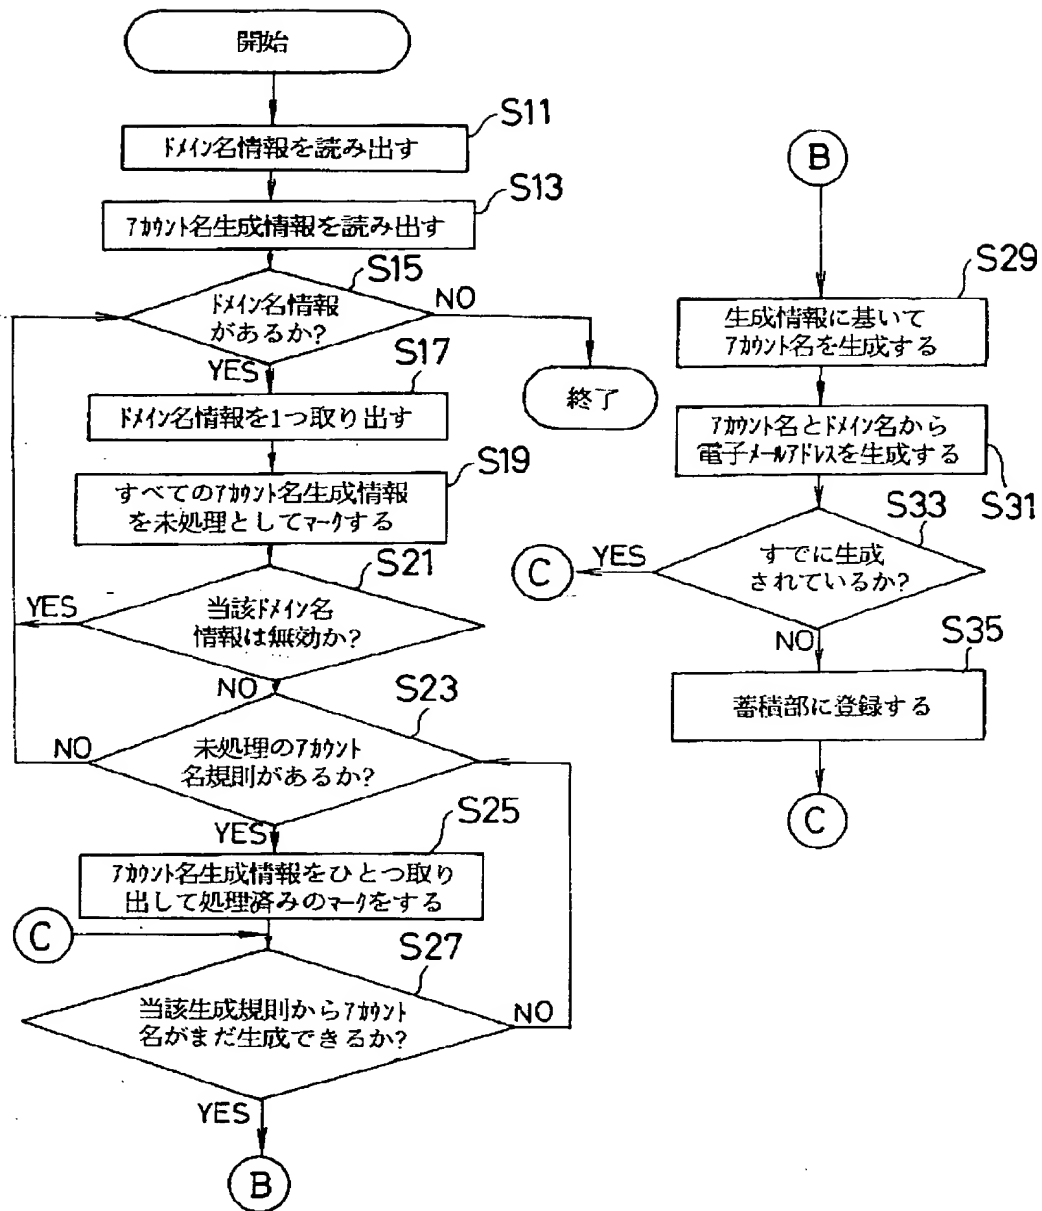 開始
S11
ドメイン名情報を読み出す
S13
アカウント名生成情報を読み出す
S15
ドメイン名情報
があるか?
NO
YES
終了
S17
ドメイン名情報を1つ取り出す
S19
すべてのアカウント名生成情報
を未処理としてマークする
S21
YES
当該ドメイン名
情報は無効か?
NO
S23
NO
未処理のアカウント
名規則があるか?
YES
S25
アカウント名生成情報をひとつ取り
出して処理済みのマークをする
C
S27
当該生成規則からアカウント
名がまだ生成できるか?
NO
YES
B
B
S29
生成情報に基いて
アカウント名を生成する
アカウント名とドメイン名から
電子メールアドレスを生成する
S31
S33
C
YES
すでに生成
されているか?
NO
S35
蓄積部に登録する
C